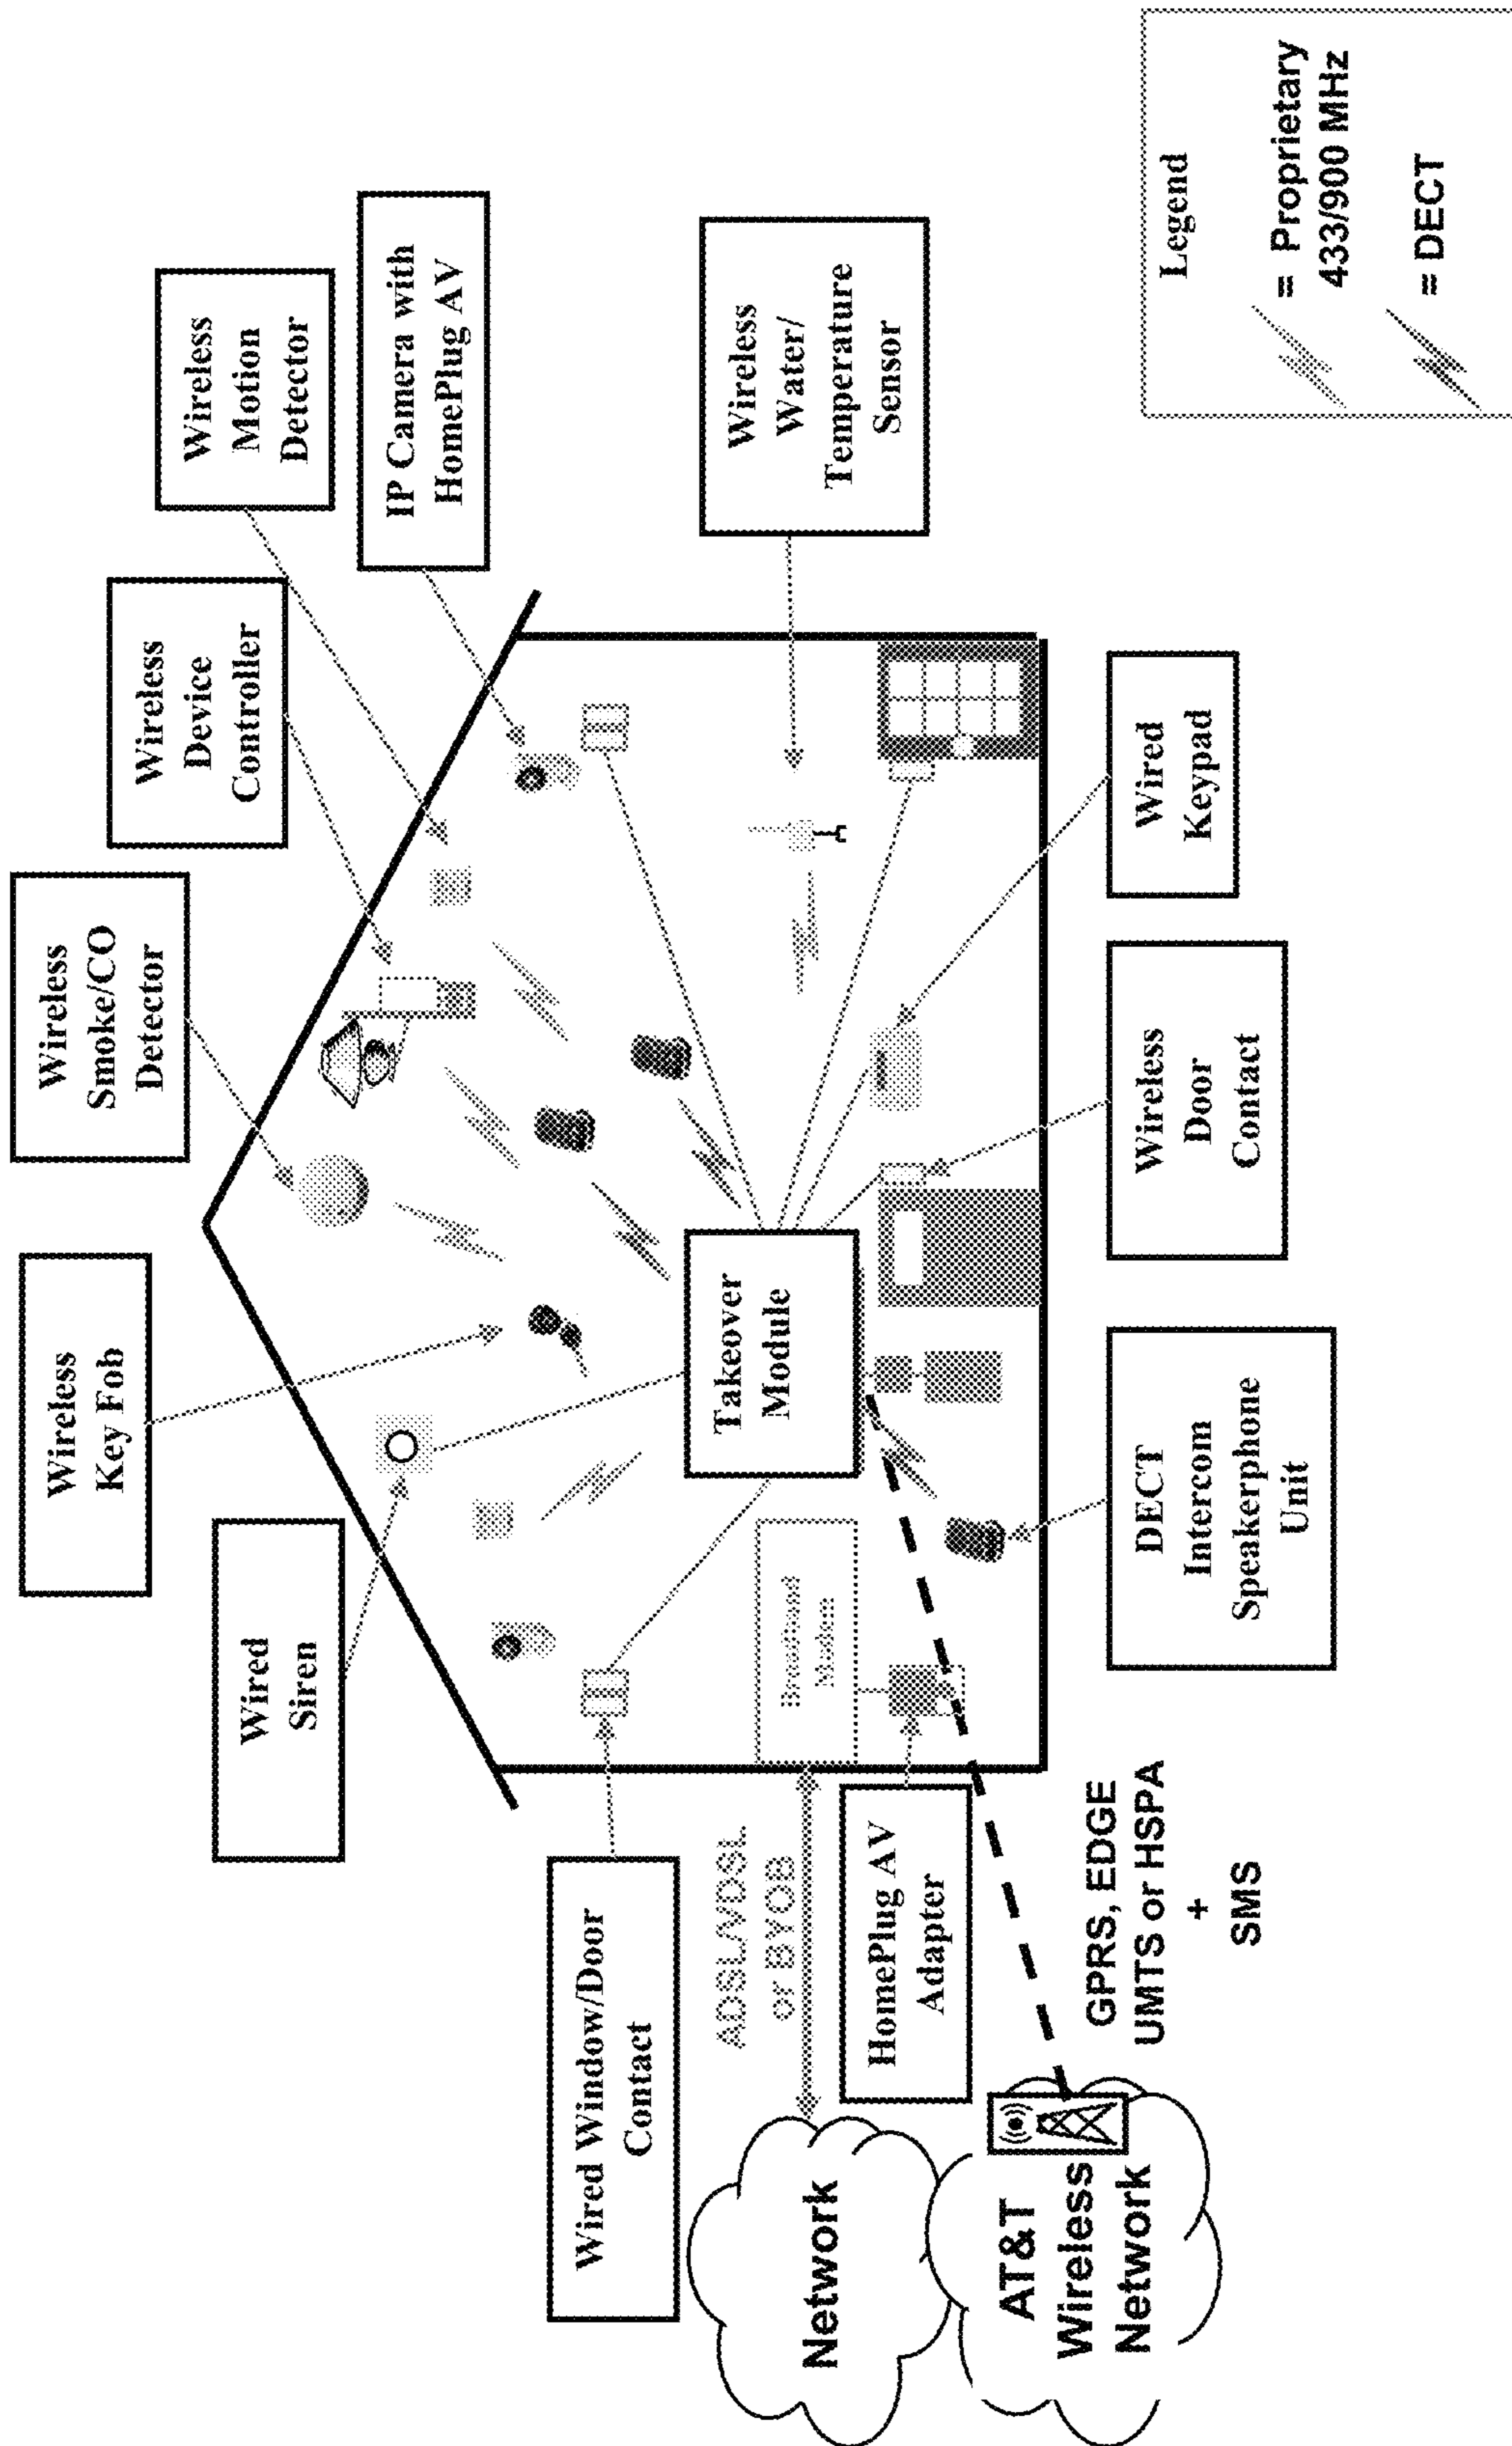 Wireless
Key Fob
Wireless
Smoke/CO
Detector
Wireless
Device
Controller
Wireless
Motion
Detector
Wired
Siren
IP Camera with
HomePlug AV
Wired Window/Door
Contact
ADSL/VDSL
or BYOB
Network
HomePlug AV
Adapter
AT&T
Wireless
Network
GPRS, EDGE
UMTS or HSPA
+
SMS
Broadband
Modem
Takeover
Module
Wireless
Water/
Temperature
Sensor
DECT
Intercom
Speakerphone
Unit
Wireless
Door
Contact
Wired
Keypad
Legend
= Proprietary
433/900 MHz
= DECT